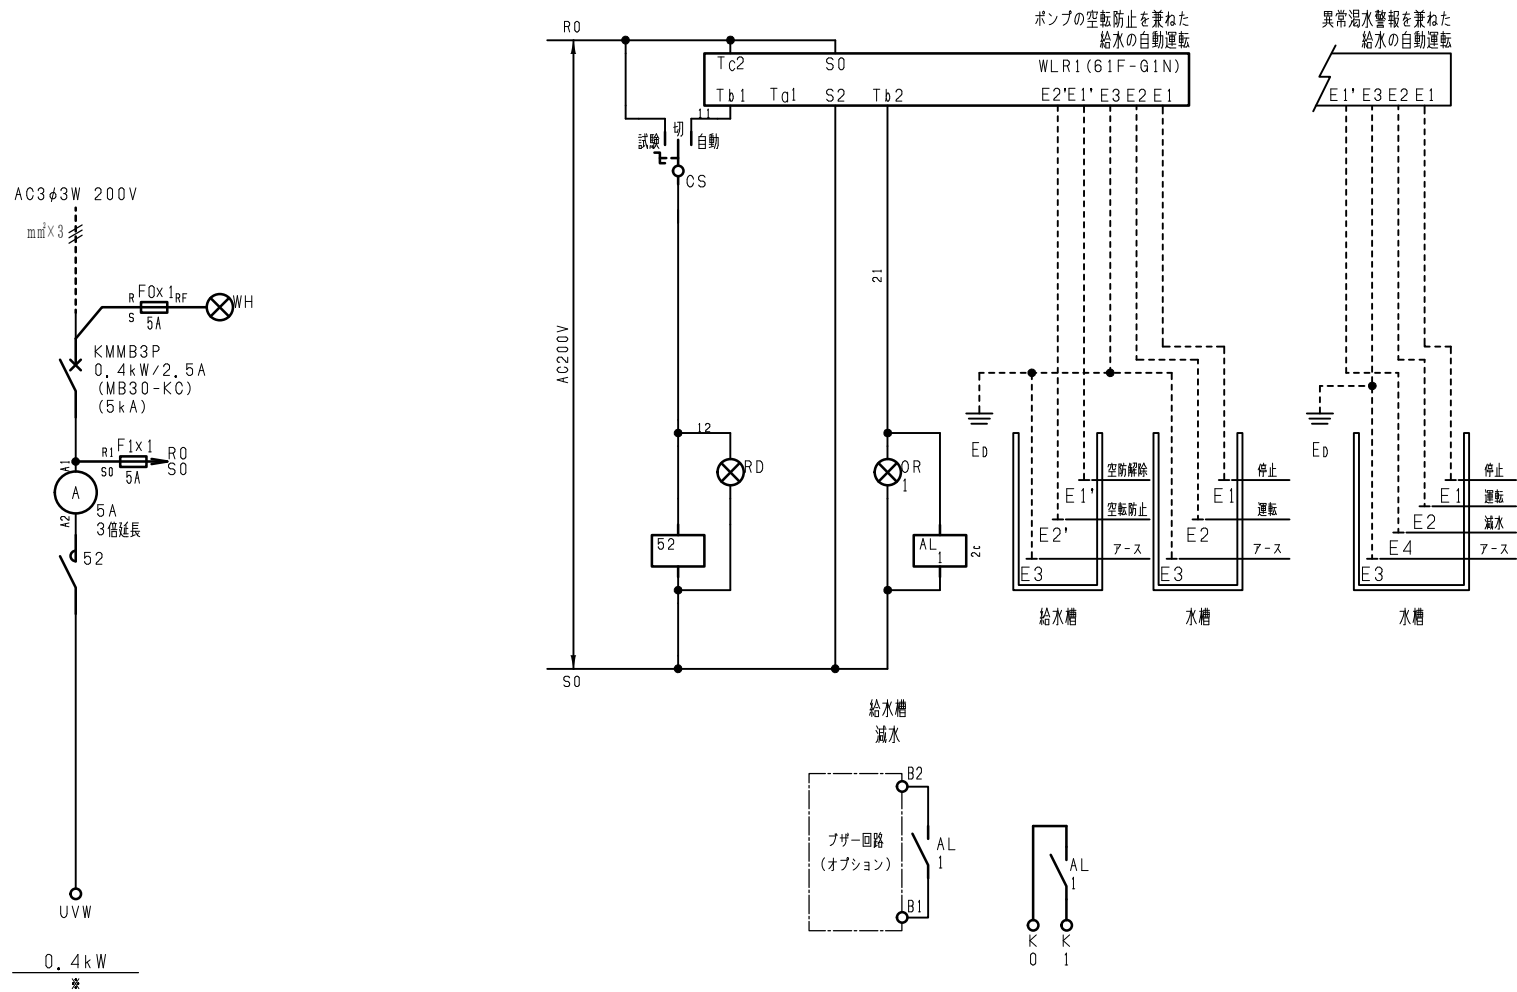 AC3φ3W 200V
mm²×3
R F0x1 RF
S 5A
WH
KMMB3P
0.4kW/2.5A
(MB30-KC)
(5kA)
A1 R1 F1x1 R0
S0 5A S0
A
A2
5A
3倍延長
52
UVW
0.4kW
R0
AC200V
S0
ポンプの空転防止を兼ねた
給水の自動運転
Tc2 S0 WLR1(61F-G1N)
Tb1 Ta1 S2 Tb2 E2' E1' E3 E2 E1
11
試験 切 自動
CS
12
RD
52
21
OR
1
AL
1
2c
ED
空防解除
E1'
空転防止
E2'
アース
E3
給水槽
停止
E1
運転
E2
アース
E3
水槽
異常渇水警報を兼ねた
給水の自動運転
E1' E3 E2 E1
ED
停止
E1
運転
E2
減水
E4
アース
E3
水槽
給水槽
減水
B2
ブザー回路
(オプション)
AL
1
B1
AL
1
K K
0 1